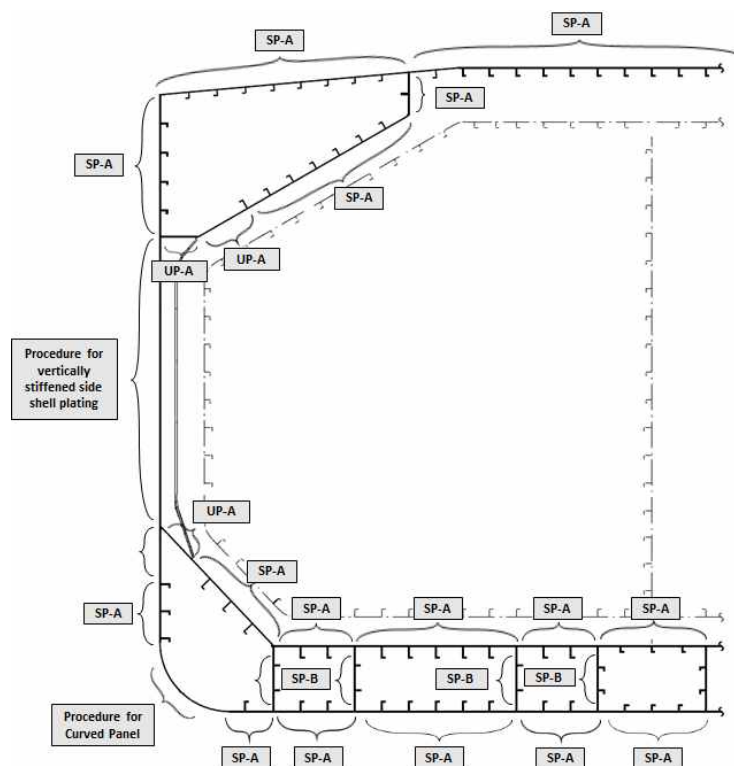 SP-A
SP-A
SP-A
SP-A
SP-A
UP-A
UP-A
Procedure for
vertically
stiffened side
shell plating
UP-A
SP-A
SP-A
SP-A
SP-A
SP-A
SP-A
SP-B
SP-B
SP-B
Procedure for
Curved Panel
SP-A
SP-A
SP-A
SP-A
SP-A